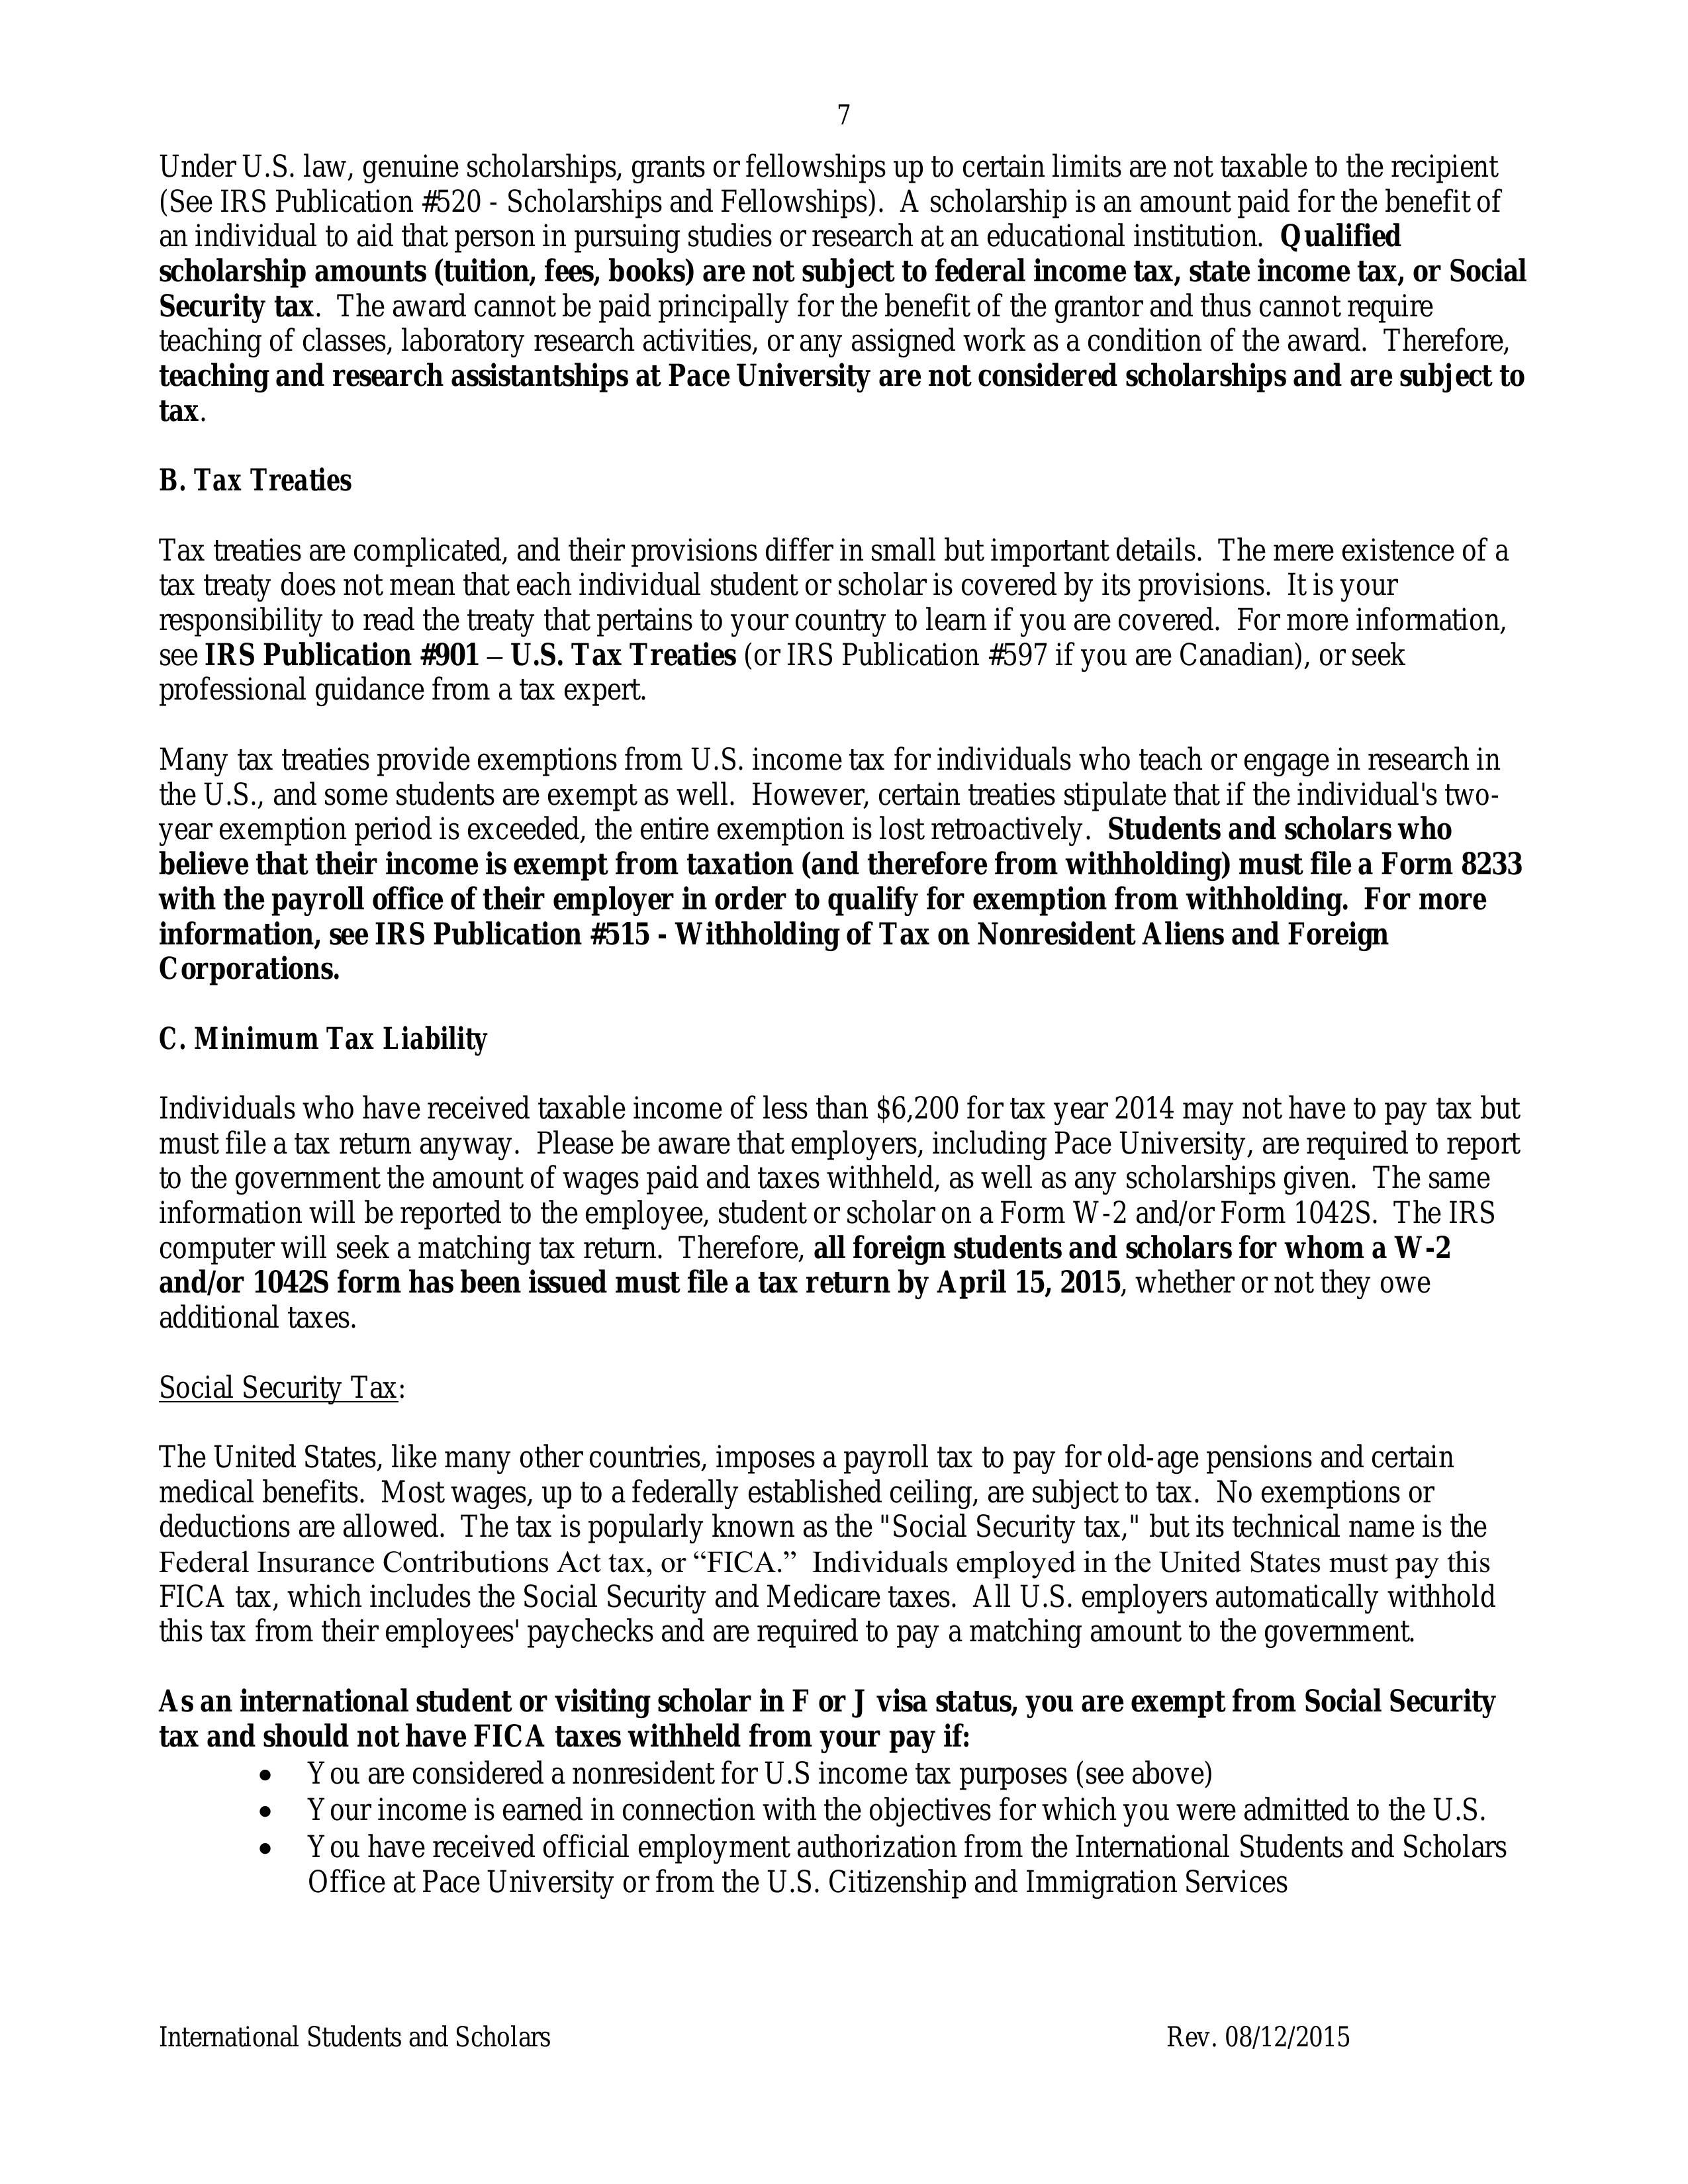 7
Under U.S. law, genuine scholarships, grants or fellowships up to certain limits are not taxable to the recipient
(See IRS Publication #520 - Scholarships and Fellowships).  A scholarship is an amount paid for the benefit of
an individual to aid that person in pursuing studies or research at an educational institution.  Qualified
scholarship amounts (tuition, fees, books) are not subject to federal income tax, state income tax, or Social
Security tax.  The award cannot be paid principally for the benefit of the grantor and thus cannot require
teaching of classes, laboratory research activities, or any assigned work as a condition of the award.  Therefore,
teaching and research assistantships at Pace University are not considered scholarships and are subject to
tax.
B. Tax Treaties
Tax treaties are complicated, and their provisions differ in small but important details.  The mere existence of a
tax treaty does not mean that each individual student or scholar is covered by its provisions.  It is your
responsibility to read the treaty that pertains to your country to learn if you are covered.  For more information,
see IRS Publication #901 – U.S. Tax Treaties (or IRS Publication #597 if you are Canadian), or seek
professional guidance from a tax expert.
Many tax treaties provide exemptions from U.S. income tax for individuals who teach or engage in research in
the U.S., and some students are exempt as well.  However, certain treaties stipulate that if the individual's two-
year exemption period is exceeded, the entire exemption is lost retroactively.  Students and scholars who
believe that their income is exempt from taxation (and therefore from withholding) must file a Form 8233
with the payroll office of their employer in order to qualify for exemption from withholding.  For more
information, see IRS Publication #515 - Withholding of Tax on Nonresident Aliens and Foreign
Corporations.
C. Minimum Tax Liability
Individuals who have received taxable income of less than $6,200 for tax year 2014 may not have to pay tax but
must file a tax return anyway.  Please be aware that employers, including Pace University, are required to report
to the government the amount of wages paid and taxes withheld, as well as any scholarships given.  The same
information will be reported to the employee, student or scholar on a Form W-2 and/or Form 1042S.  The IRS
computer will seek a matching tax return.  Therefore, all foreign students and scholars for whom a W-2
and/or 1042S form has been issued must file a tax return by April 15, 2015, whether or not they owe
additional taxes.
Social Security Tax:
The United States, like many other countries, imposes a payroll tax to pay for old-age pensions and certain
medical benefits.  Most wages, up to a federally established ceiling, are subject to tax.  No exemptions or
deductions are allowed.  The tax is popularly known as the "Social Security tax," but its technical name is the
Federal Insurance Contributions Act tax, or “FICA.”  Individuals employed in the United States must pay this
FICA tax, which includes the Social Security and Medicare taxes.  All U.S. employers automatically withhold
this tax from their employees' paychecks and are required to pay a matching amount to the government.
As an international student or visiting scholar in F or J visa status, you are exempt from Social Security
tax and should not have FICA taxes withheld from your pay if:
• You are considered a nonresident for U.S income tax purposes (see above)
• Your income is earned in connection with the objectives for which you were admitted to the U.S.
• You have received official employment authorization from the International Students and Scholars
Office at Pace University or from the U.S. Citizenship and Immigration Services
International Students and Scholars Rev. 08/12/2015